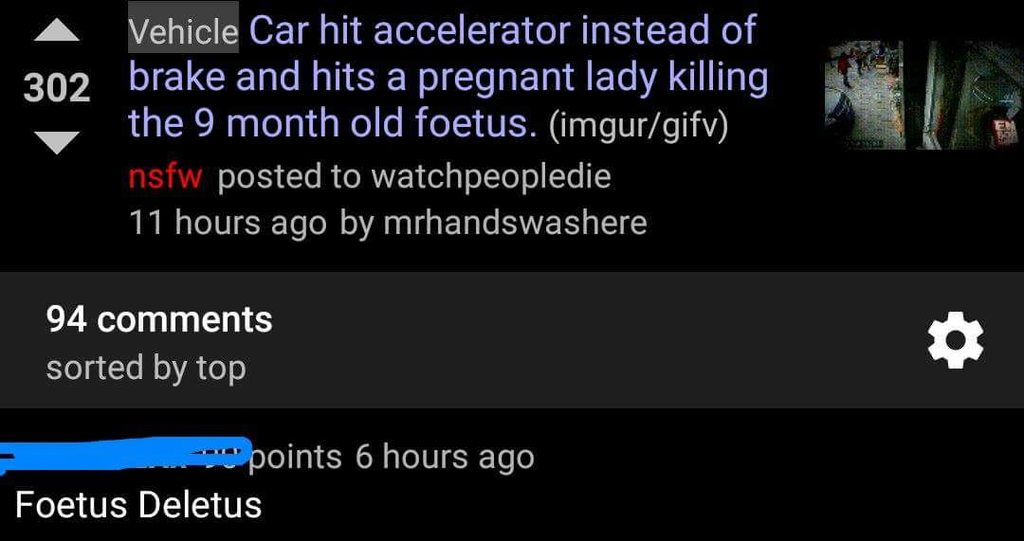 Vehicle Car hit accelerator instead of
302
brake and hits a pregnant lady killing
the 9 month old foetus. (imgur/gifv)
nsfw posted to watchpeopledie
11 hours ago by mrhandswashere
94 comments
sorted by top
points 6 hours ago
Foetus Deletus